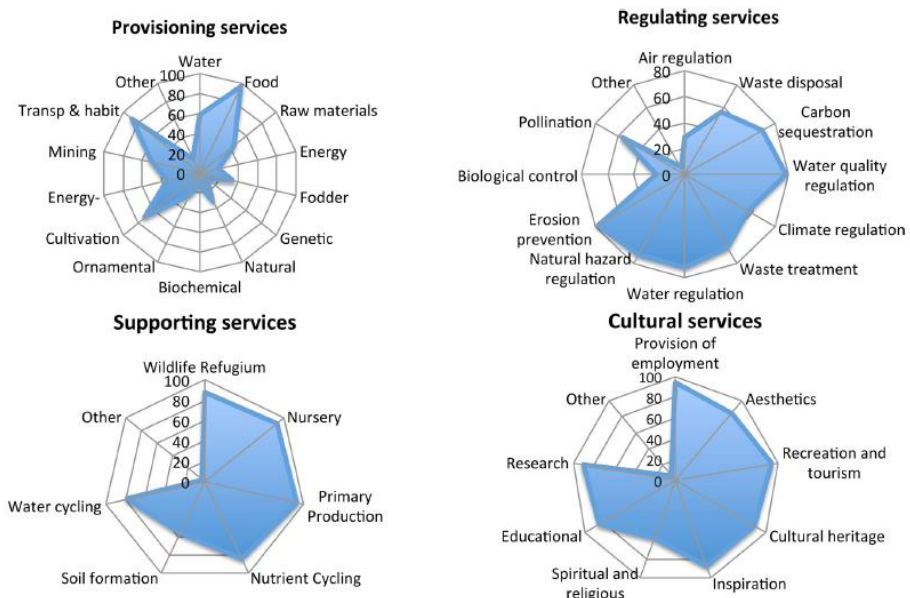 Provisioning services
Water
Food
Raw materials
Energy
Fodder
Genetic
Natural
Biochemical
Ornamental
Cultivation
Energy-
Mining
Transp & habit
Other
100
80
60
40
20
0
Regulating services
Air regulation
Waste disposal
Carbon
sequestration
Water quality
regulation
Climate regulation
Waste treatment
Water regulation
Natural hazard
regulation
Erosion
prevention
Biological control
Pollination
Other
80
60
40
20
0
Supporting services
Wildlife Refugium
Nursery
Primary
Production
Nutrient Cycling
Soil formation
Water cycling
Other
100
80
60
40
20
0
Cultural services
Provision of
employment
Aesthetics
Recreation and
tourism
Cultural heritage
Inspiration
Spiritual and
religious
Educational
Research
Other
100
80
60
40
20
0